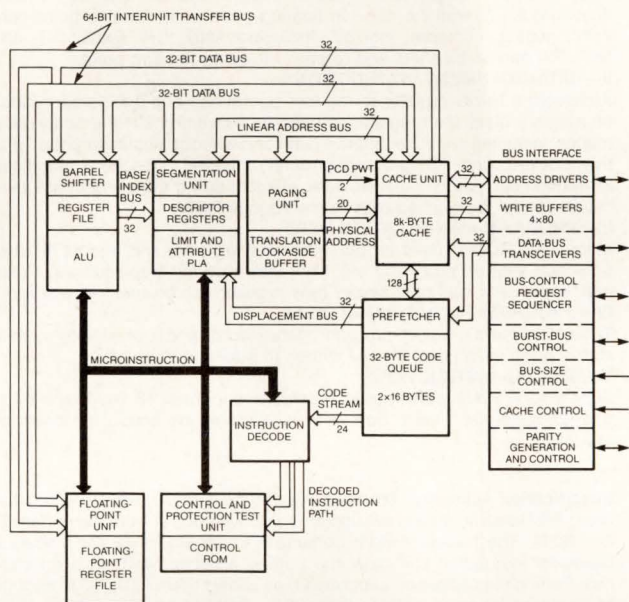 64-BIT INTERUNIT TRANSFER BUS
32-BIT DATA BUS
32
32-BIT DATA BUS
32
LINEAR ADDRESS BUS
32
BARREL
SHIFTER
REGISTER
FILE
ALU
BASE/
INDEX
BUS
32
SEGMENTATION
UNIT
DESCRIPTOR
REGISTERS
LIMIT AND
ATTRIBUTE
PLA
PAGING
UNIT
TRANSLATION
LOOKASIDE
BUFFER
PCD PWT
2
20
PHYSICAL
ADDRESS
CACHE UNIT
8k-BYTE
CACHE
32
32
32
BUS INTERFACE
ADDRESS DRIVERS
WRITE BUFFERS
4×80
DATA-BUS
TRANSCEIVERS
BUS-CONTROL
REQUEST
SEQUENCER
BURST-BUS
CONTROL
BUS-SIZE
CONTROL
CACHE CONTROL
PARITY
GENERATION
AND CONTROL
128
DISPLACEMENT BUS
32
PREFETCHER
32-BYTE CODE
QUEUE
2×16 BYTES
MICROINSTRUCTION
CODE
STREAM
24
INSTRUCTION
DECODE
DECODED
INSTRUCTION
PATH
FLOATING-
POINT
UNIT
FLOATING-
POINT
REGISTER
FILE
CONTROL AND
PROTECTION TEST
UNIT
CONTROL
ROM